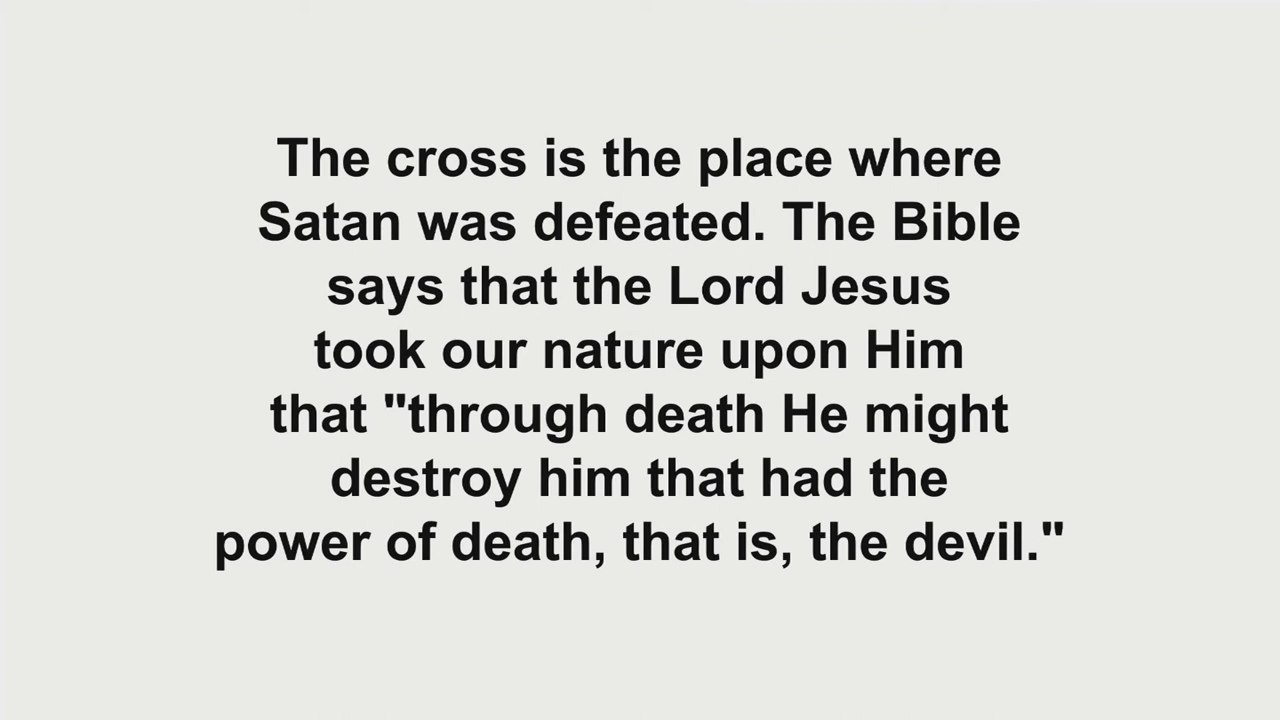 The cross is the place where
Satan was defeated. The Bible
says that the Lord Jesus
took our nature upon Him
that "through death He might
destroy him that had the
power of death, that is, the devil."